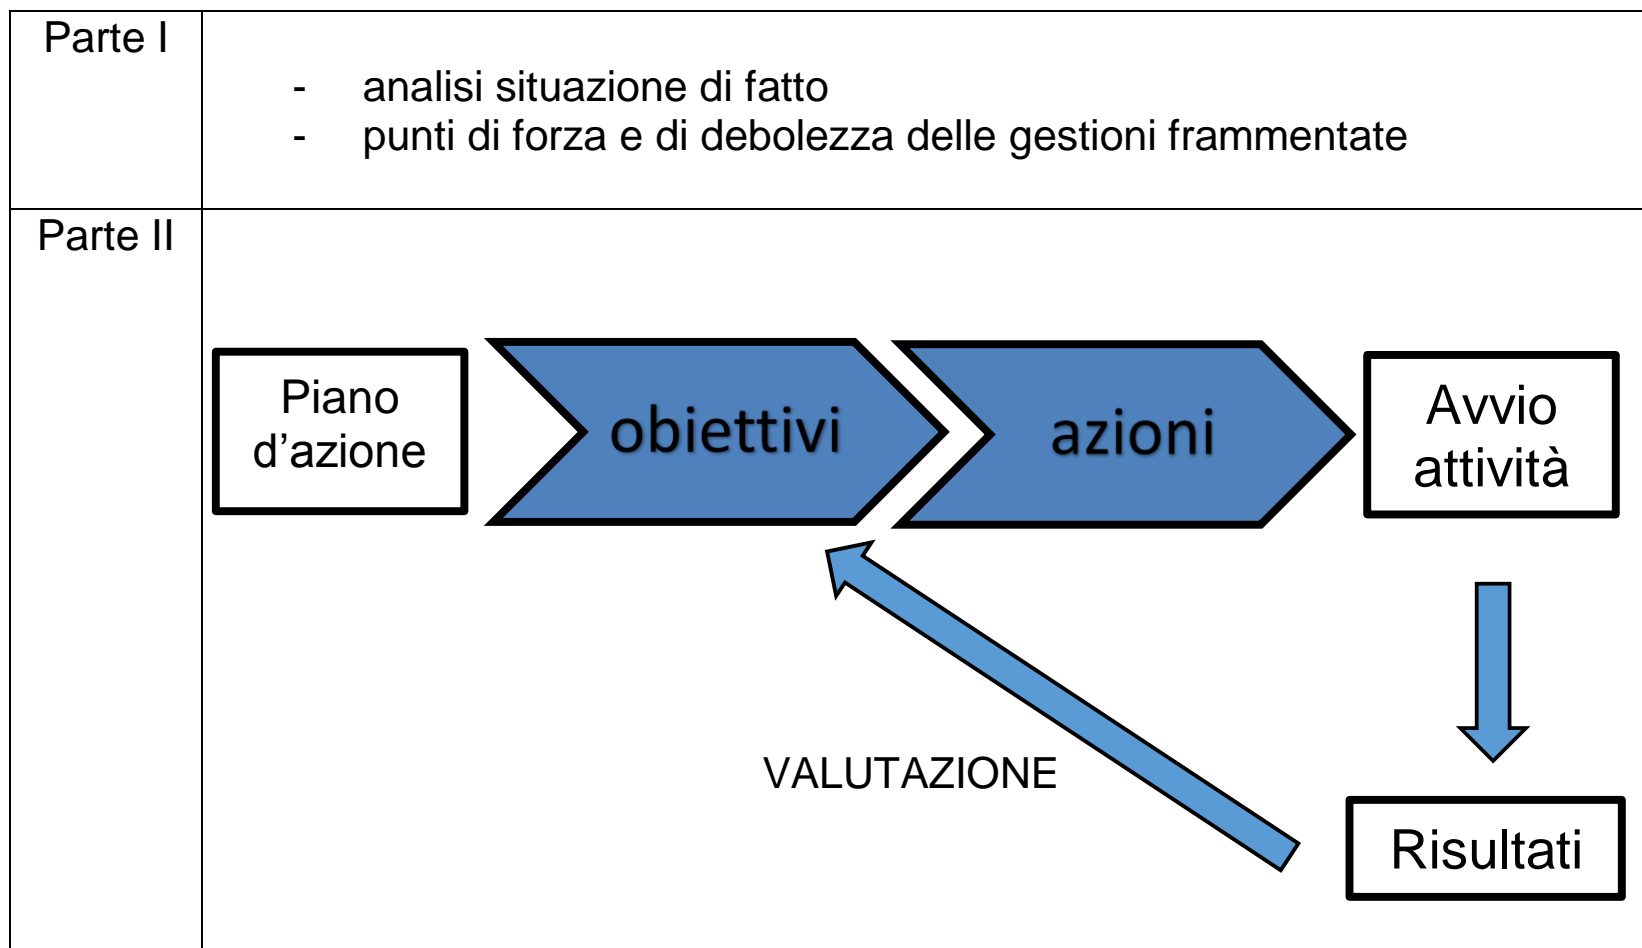 Parte I
- analisi situazione di fatto
- punti di forza e di debolezza delle gestioni frammentate
Parte II
Piano
d’azione
obiettivi
azioni
Avvio
attività
VALUTAZIONE
Risultati